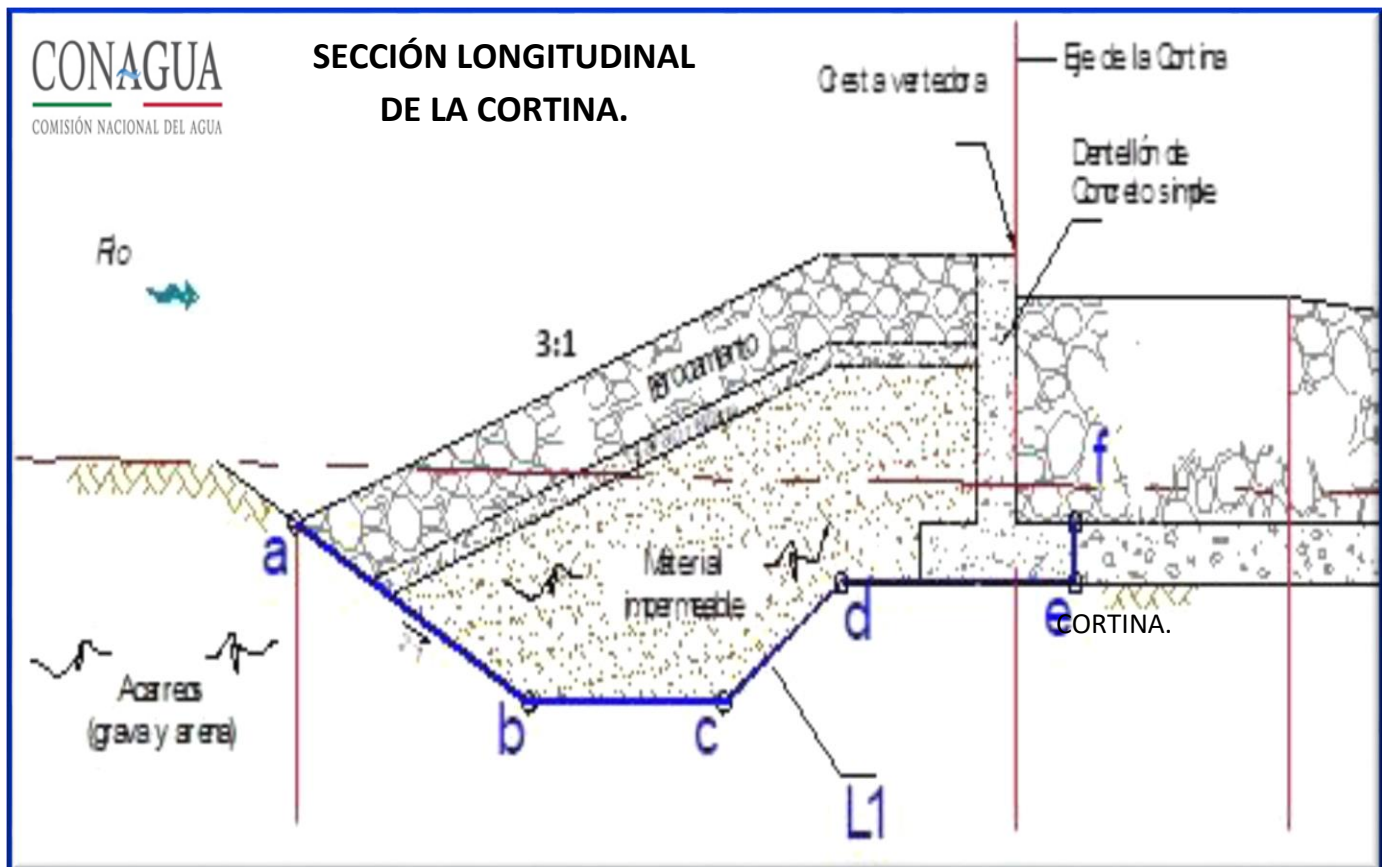 CONAGUA
COMISIÓN NACIONAL DEL AGUA
SECCIÓN LONGITUDINAL
DE LA CORTINA.
Cresta vertedora
Eje de la Cortina
Dentellón de
Concreto simple
Río
3:1
Enrocamiento
Material
impermeable
Acarreos
(grava y arena)
a
b
c
d
e
f
CORTINA.
L1